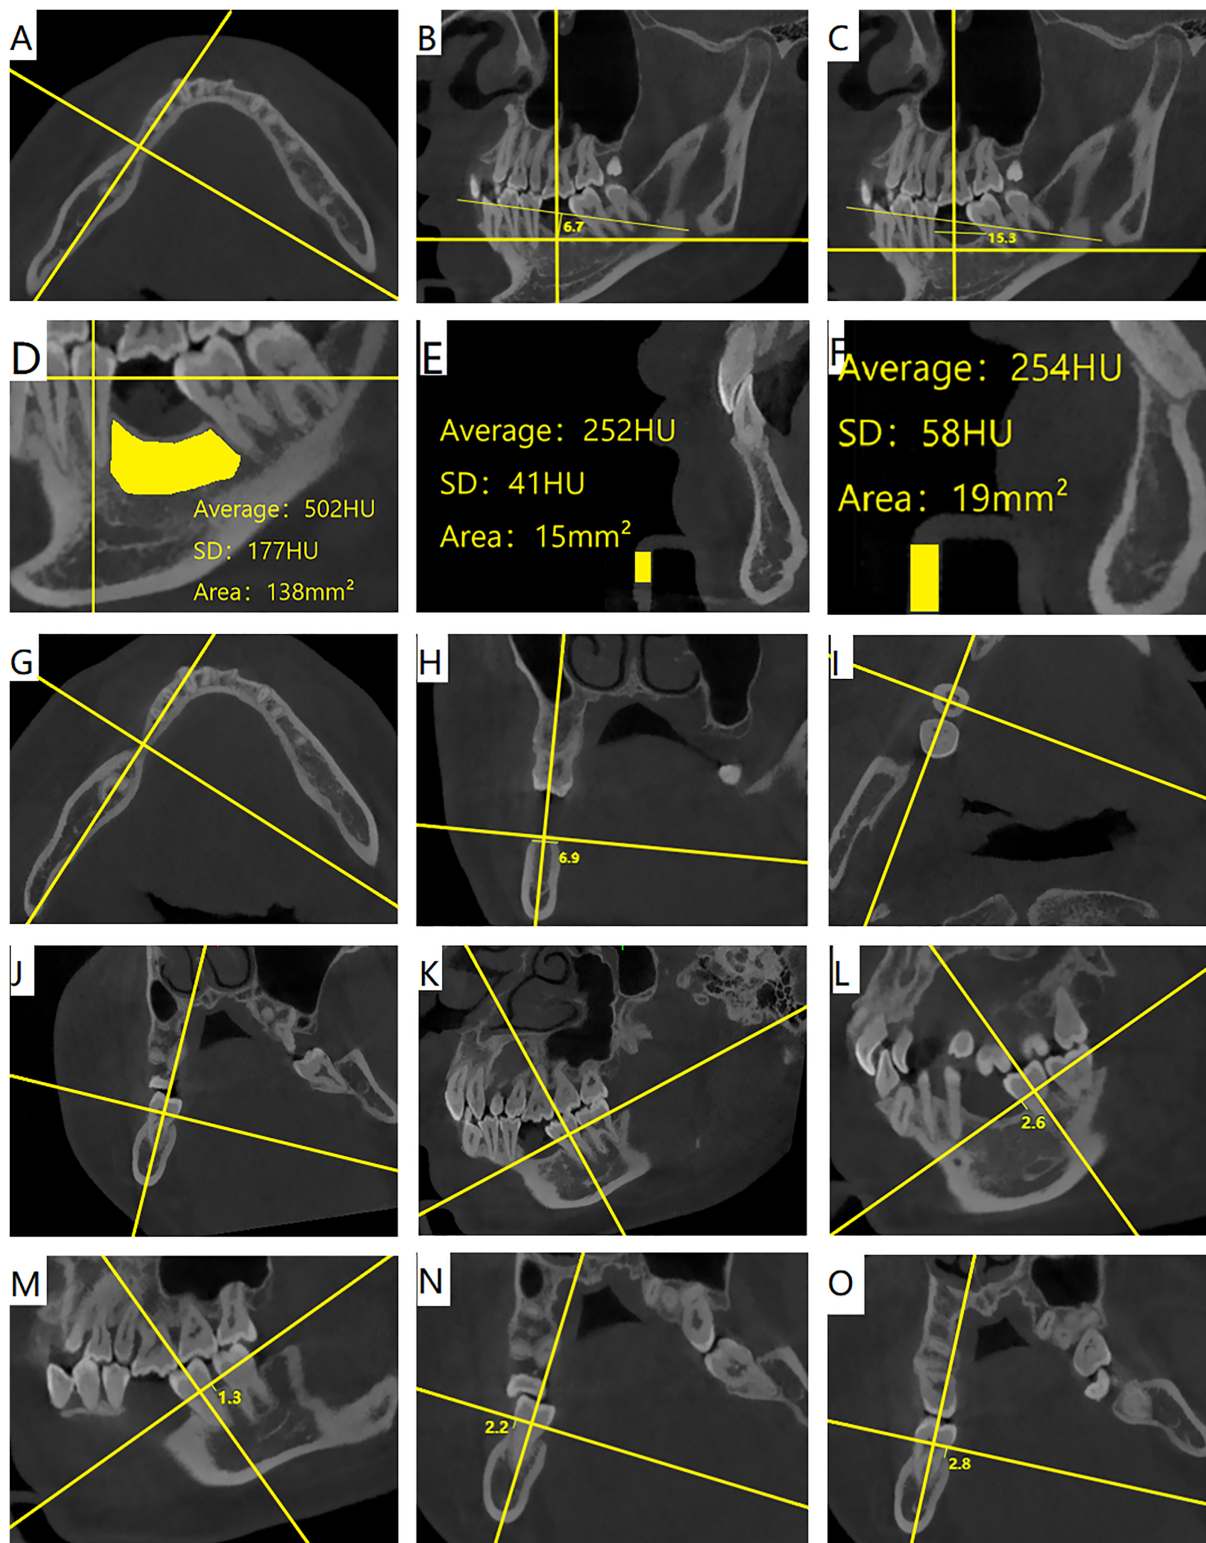 A
B
C
6.7
15.3
D
E
F
Average: 502HU
SD: 177HU
Area: 138mm²
Average: 252HU
SD: 41HU
Area: 15mm²
Average: 254HU
SD: 58HU
Area: 19mm²
G
H
I
6.9
J
K
L
2.6
M
N
O
1.3
2.2
2.8